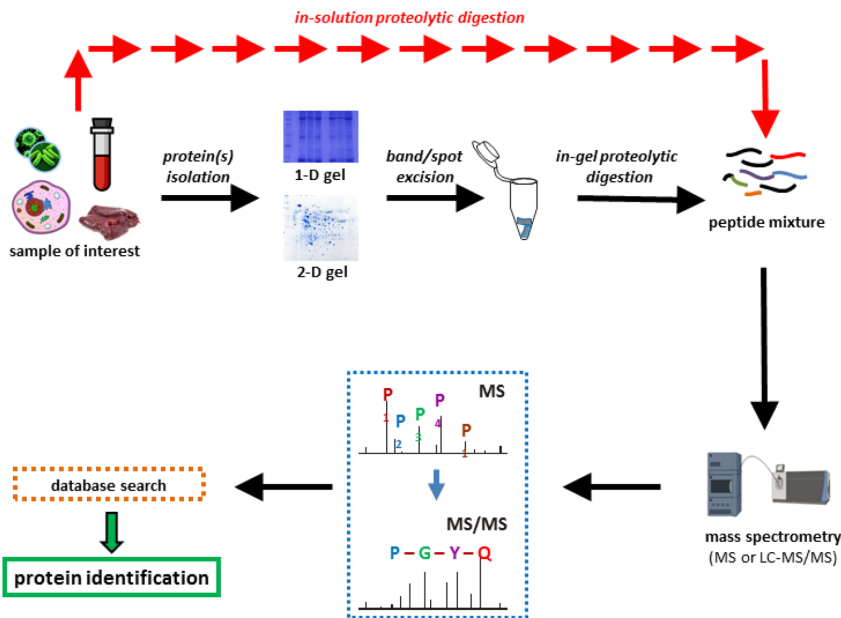 in-solution proteolytic digestion
protein(s)
isolation
1-D gel
2-D gel
band/spot
excision
in-gel proteolytic
digestion
sample of interest
peptide mixture
MS
P
1
P
2
P
3
P
4
P
1
MS/MS
P – G – Y – Q
mass spectrometry
(MS or LC-MS/MS)
database search
protein identification